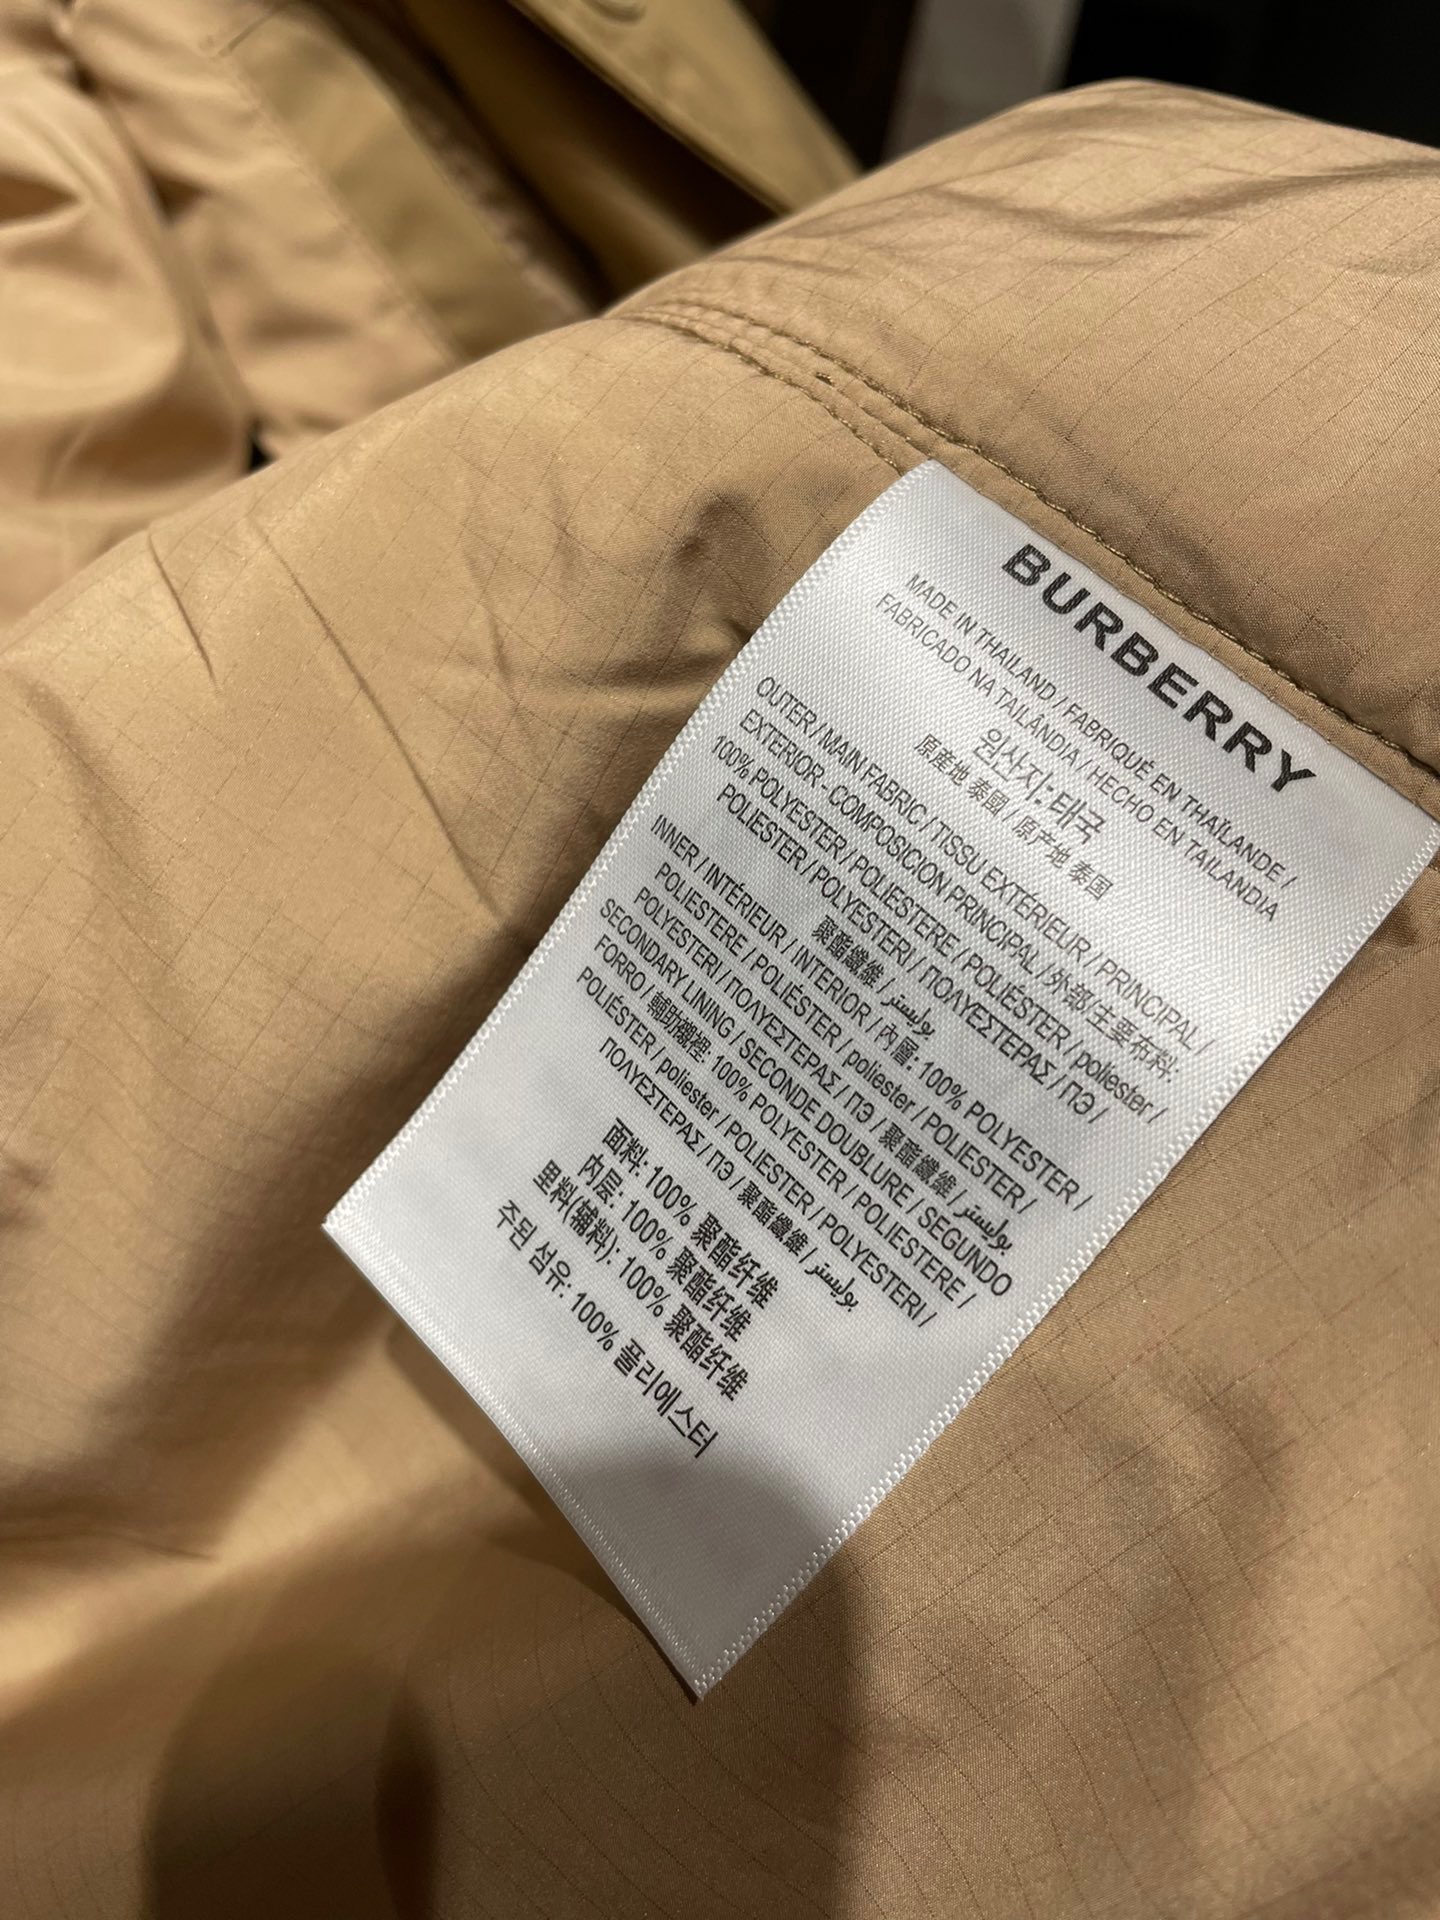 BURBERRY
MADE IN THAILAND / FABRIQUÉ EN THAÏLANDE /
FABRICADO NA TAILÂNDIA / HECHO EN TAILANDIA
원산지: 태국
原產地 泰國 / 原产地 泰国
OUTER / MAIN FABRIC / TISSU EXTÉRIEUR / PRINCIPAL /
EXTERIOR - COMPOSICION PRINCIPAL / 外部/主要布料:
100% POLYESTER / POLIESTERE / POLIÉSTER / poliester /
POLIESTER / POLYESTERI / ΠΟΛΥΕΣΤΕΡΑΣ / ПЭ /
聚酯纖維 / بوليستر
INNER / INTÉRIEUR / INTERIOR / 內層: 100% POLYESTER /
POLIESTERE / POLIÉSTER / poliester / POLIESTER /
POLYESTERI / ΠΟΛΥΕΣΤΕΡΑΣ / ПЭ / 聚酯纖維 / بوليستر
SECONDARY LINING / SECONDE DOUBLURE / SEGUNDO
FORRO / 輔助襯裡: 100% POLYESTER / POLIESTERE /
POLIÉSTER / poliester / POLIESTER / POLYESTERI /
ΠΟΛΥΕΣΤΕΡΑΣ / ПЭ / 聚酯纖維 / بوليستر
面料: 100% 聚酯纤维
内层: 100% 聚酯纤维
里料(辅料): 100% 聚酯纤维
주된 섬유: 100% 폴리에스터